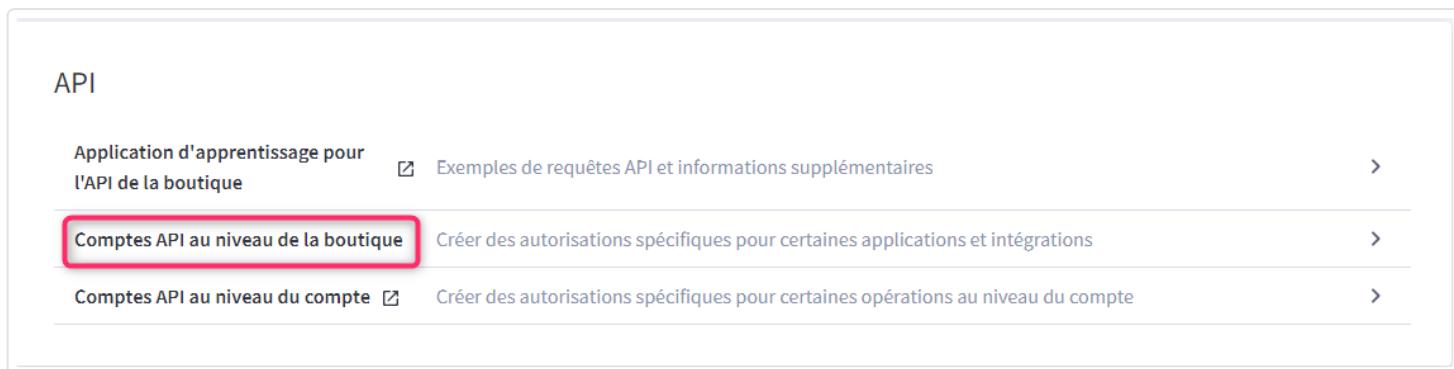 API
Application d'apprentissage pour
l'API de la boutique
Exemples de requêtes API et informations supplémentaires
Comptes API au niveau de la boutique
Créer des autorisations spécifiques pour certaines applications et intégrations
Comptes API au niveau du compte
Créer des autorisations spécifiques pour certaines opérations au niveau du compte